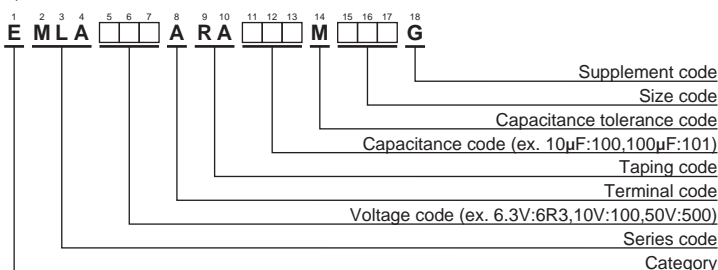 1 2 3 4 5 6 7 8 9 10 11 12 13 14 15 16 17 18
E M L A □□□ A R A □□□ M □□□ G
Supplement code
Size code
Capacitance tolerance code
Capacitance code (ex. 10μF:100,100μF:101)
Taping code
Terminal code
Voltage code (ex. 6.3V:6R3,10V:100,50V:500)
Series code
Category